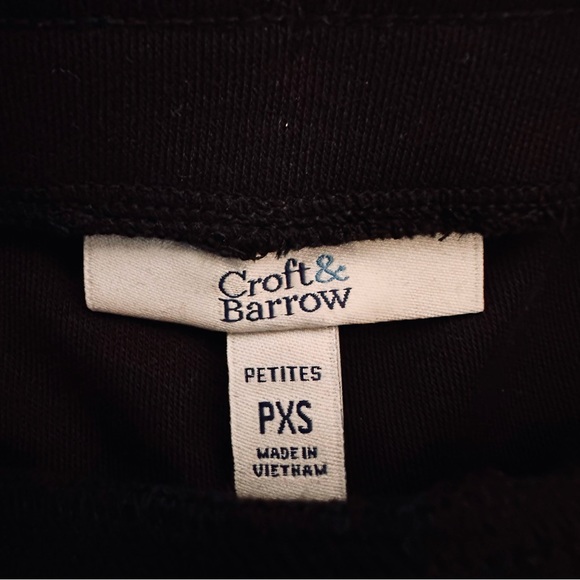 Croft&
Barrow
PETITES
PXS
MADE IN
VIETNAM